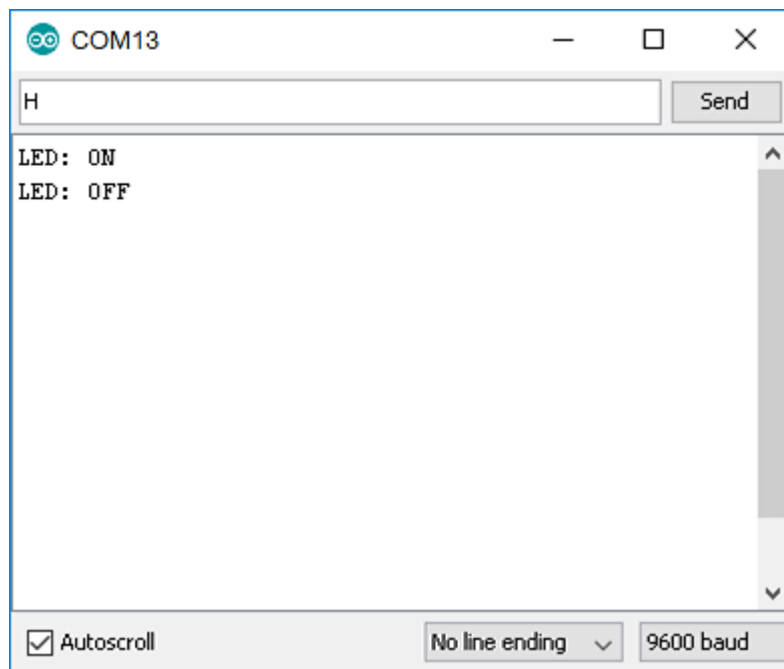 COM13
H
Send
LED: ON
LED: OFF
Autoscroll
No line ending
9600 baud